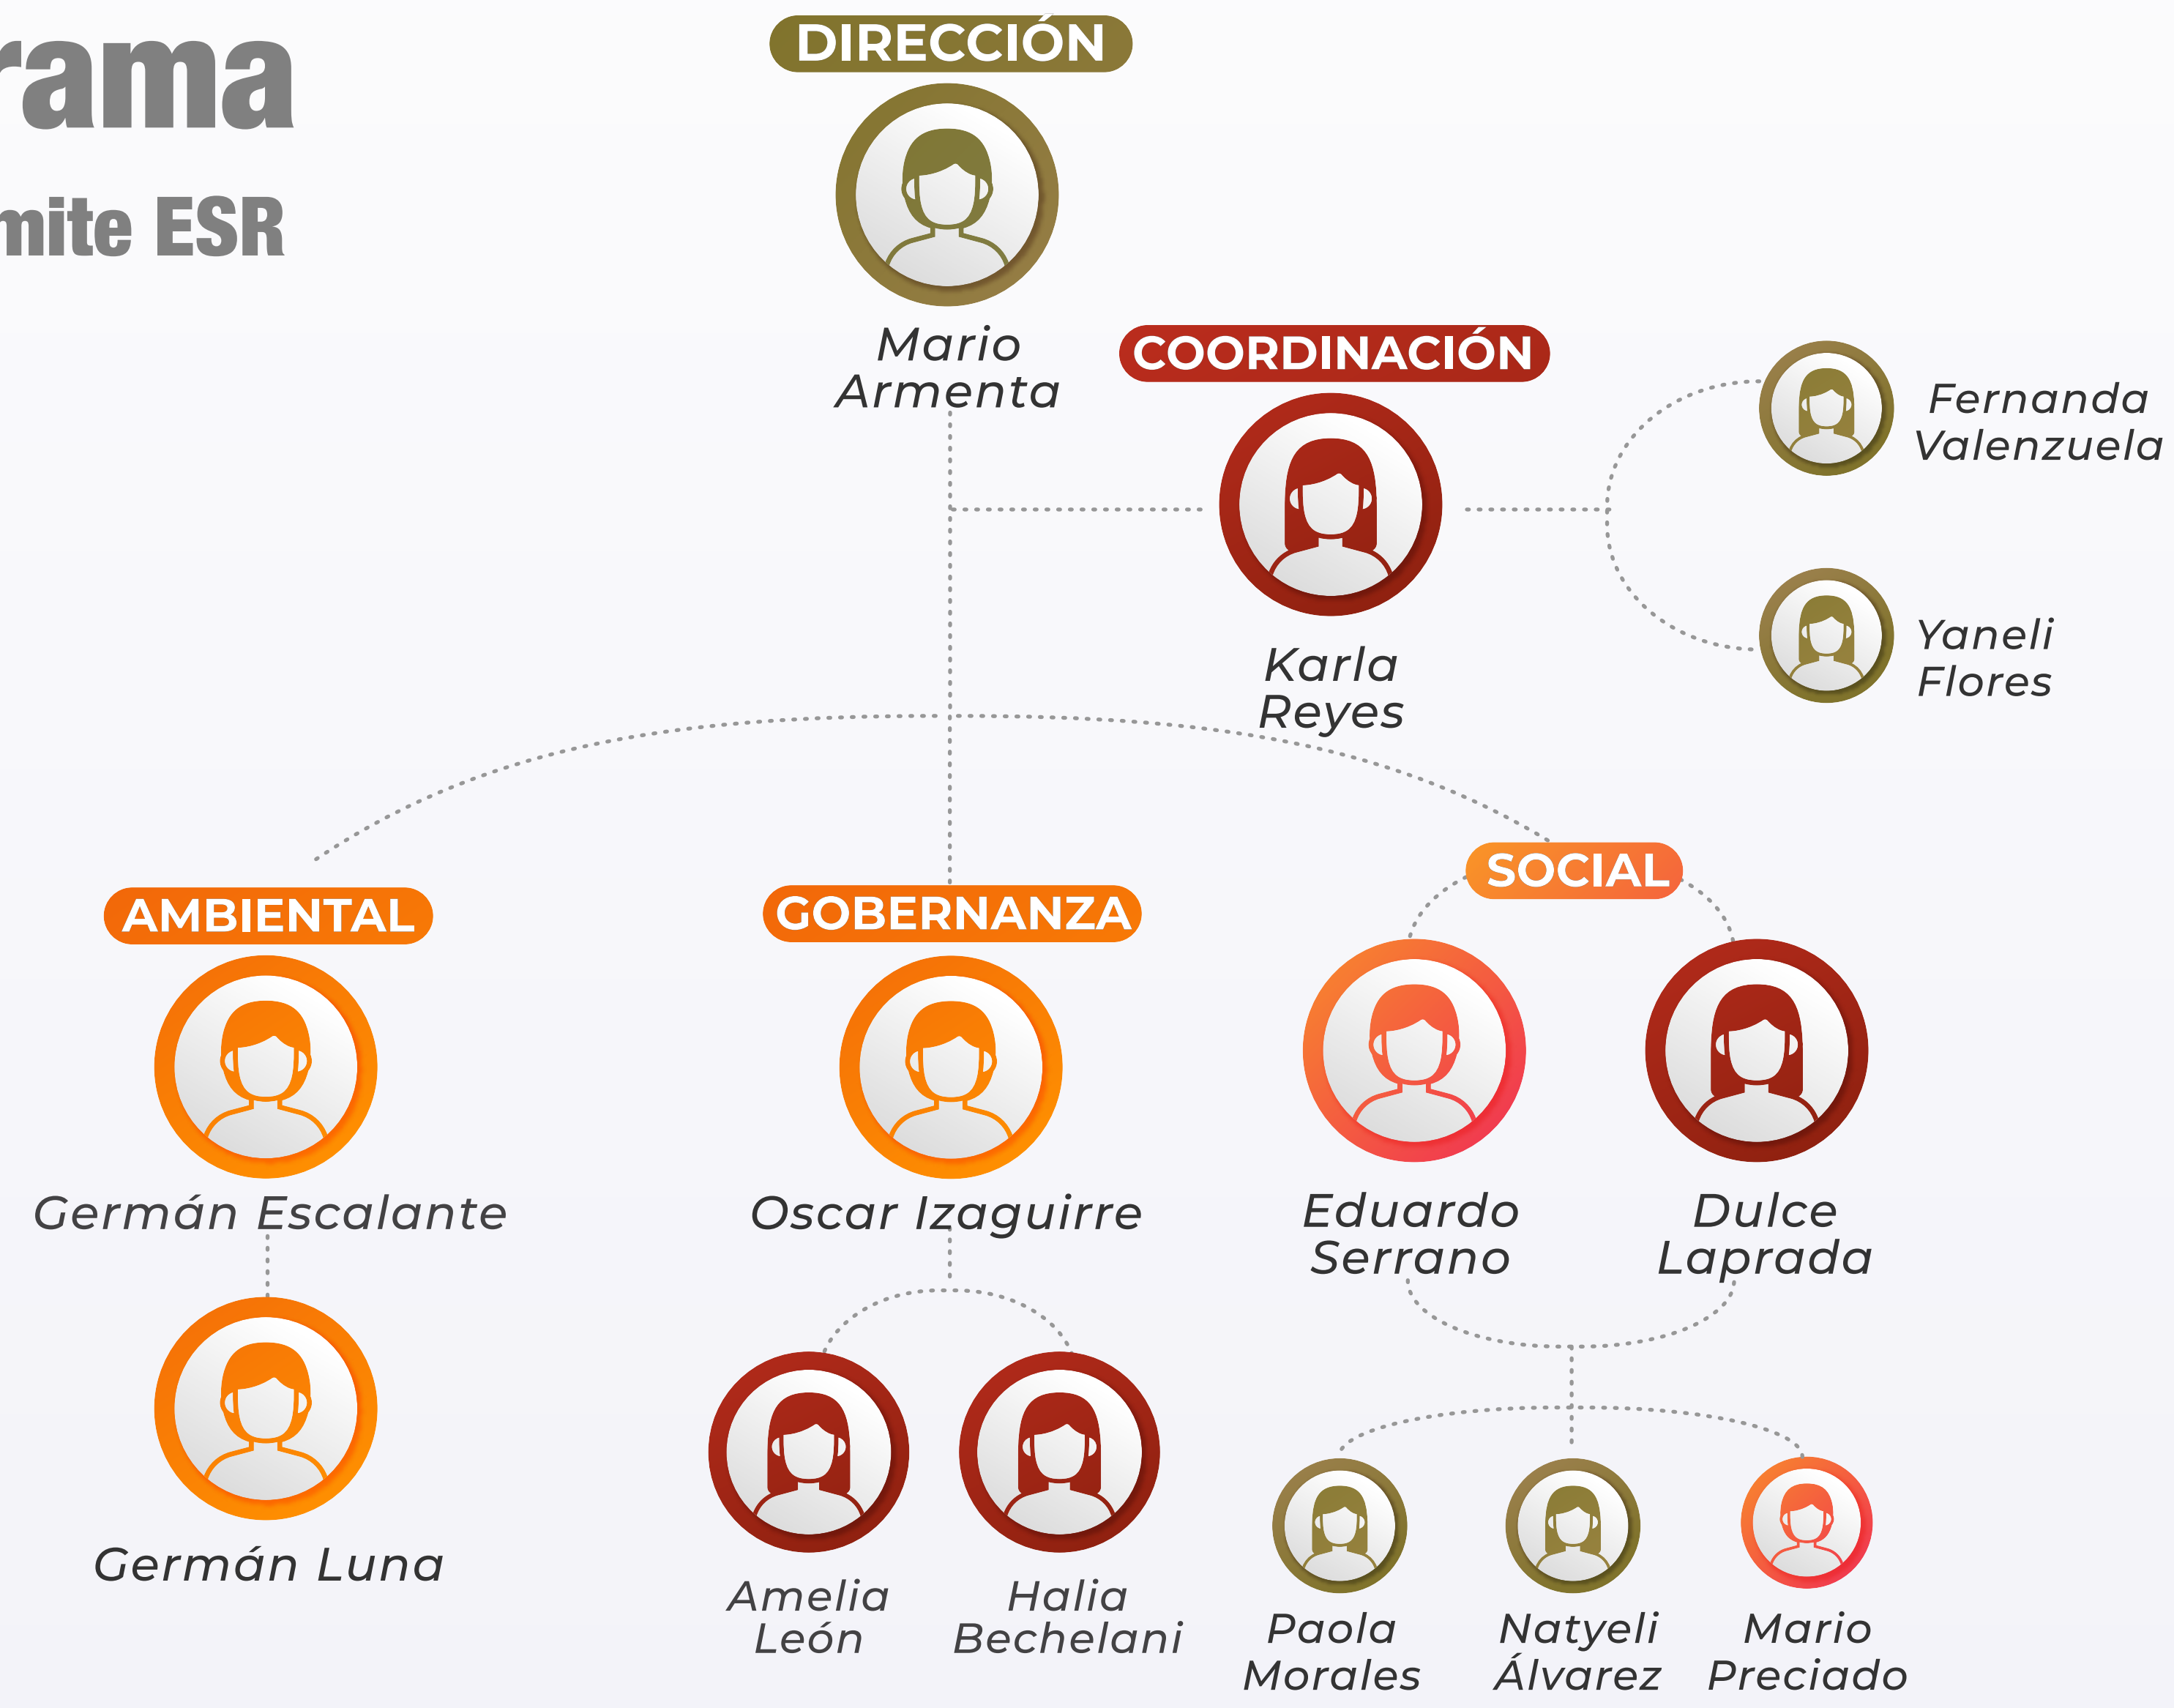 rama
mite ESR
DIRECCIÓN
Mario
Armenta
COORDINACIÓN
Karla
Reyes
Fernanda
Valenzuela
Yaneli
Flores
AMBIENTAL
Germán Escalante
Germán Luna
GOBERNANZA
Oscar Izaguirre
Amelia
León
Halia
Bechelani
SOCIAL
Eduardo
Serrano
Dulce
Laprada
Paola
Morales
Natyeli
Álvarez
Mario
Preciado